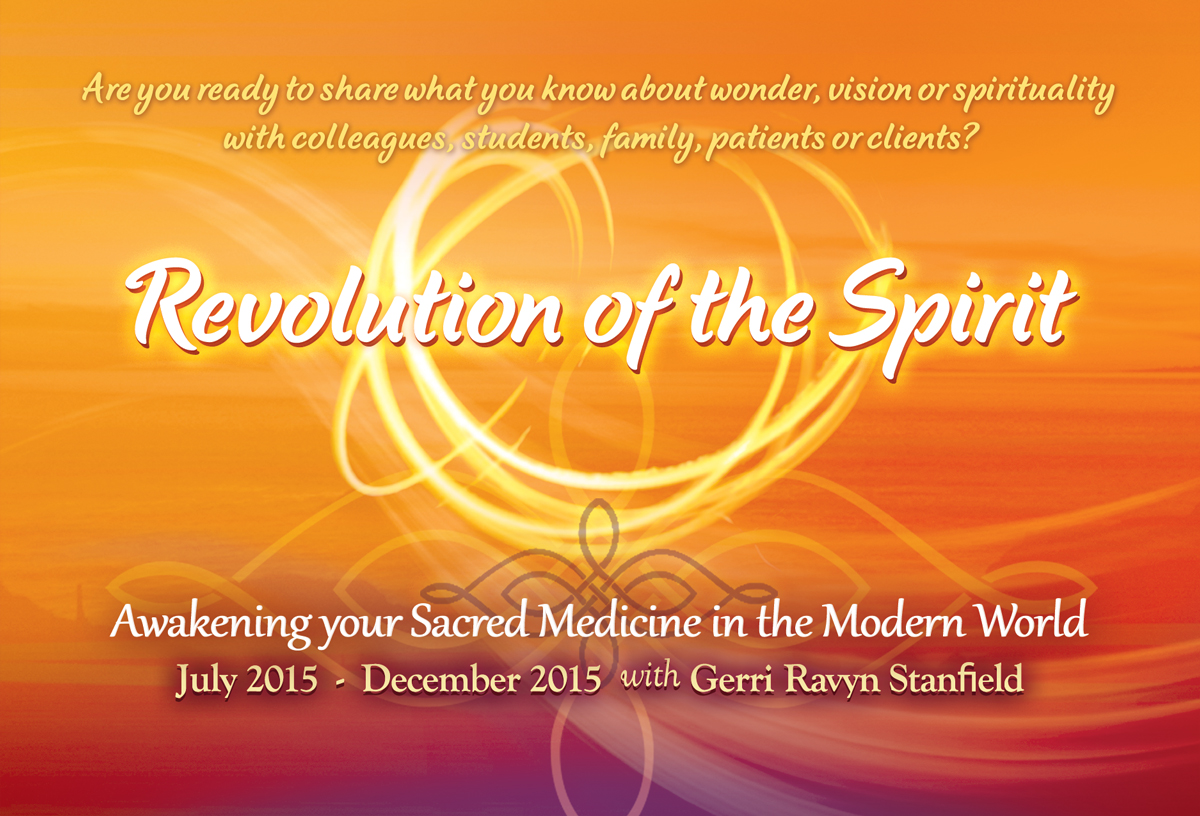 Are you ready to share what you know about wonder, vision or spirituality
with colleagues, students, family, patients or clients?
Revolution of the Spirit
Awakening your Sacred Medicine in the Modern World
July 2015 - December 2015 with Gerri Ravyn Stanfield